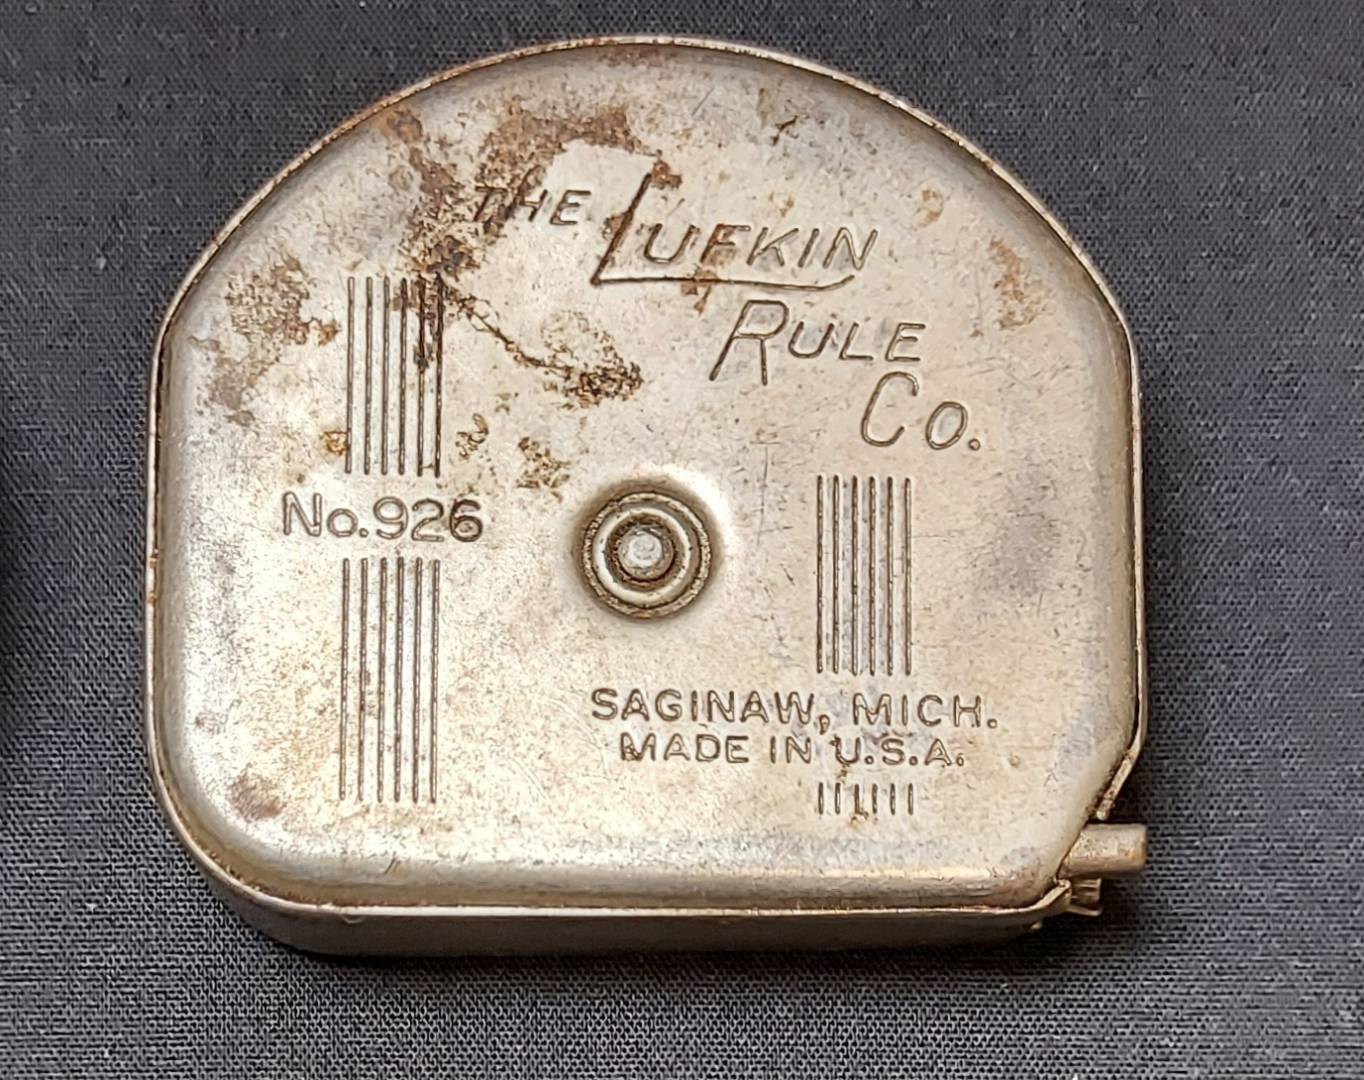 THE LUFKIN
RULE
Co.
No. 926
SAGINAW, MICH.
MADE IN U.S.A.